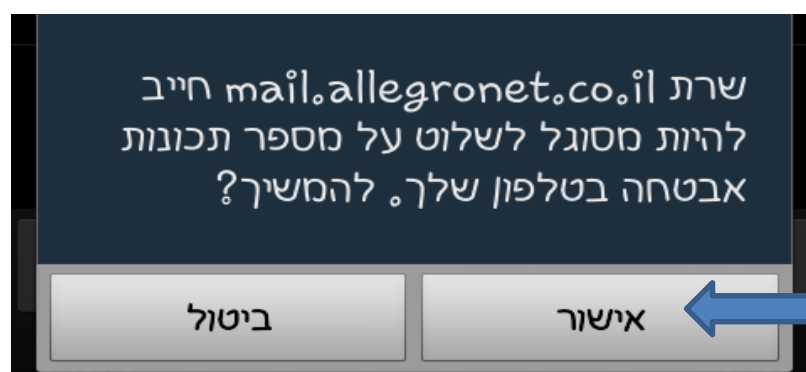 שרת mail.allegronet.co.il חייב
להיות מסוגל לשלוט על מספר תכונות
אבטחה בטלפון שלך. להמשיך?
אישור
ביטול